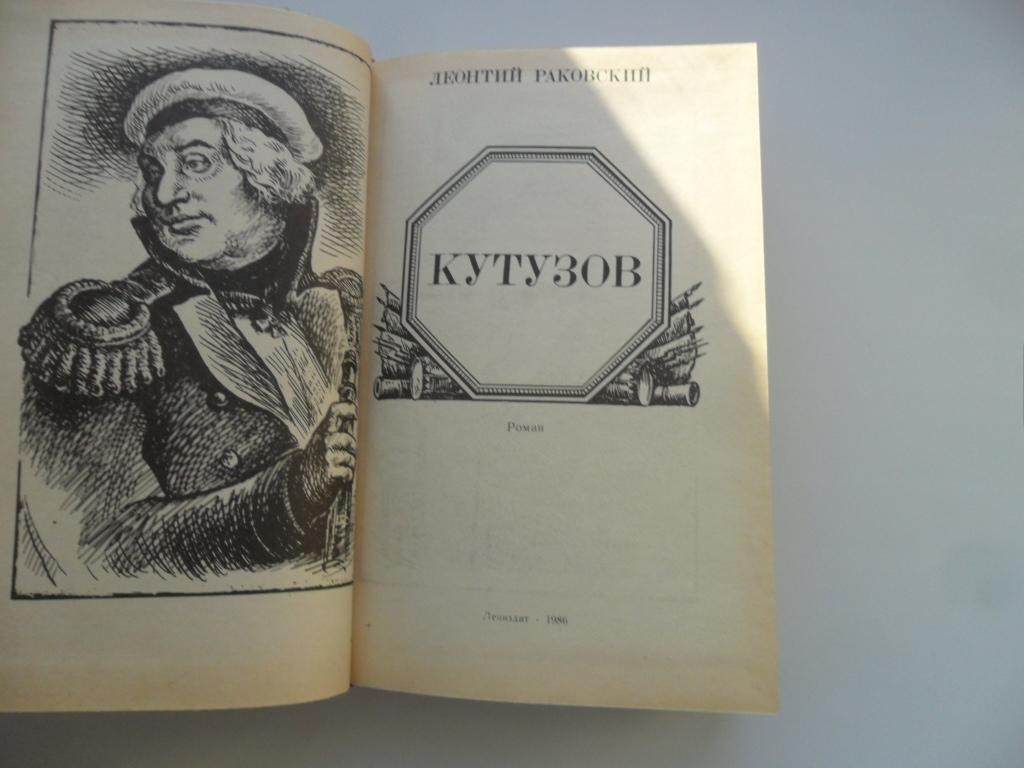 ЛЕОНТИЙ РАКОВСКИЙ
КУТУЗОВ
Роман
Лениздат · 1986